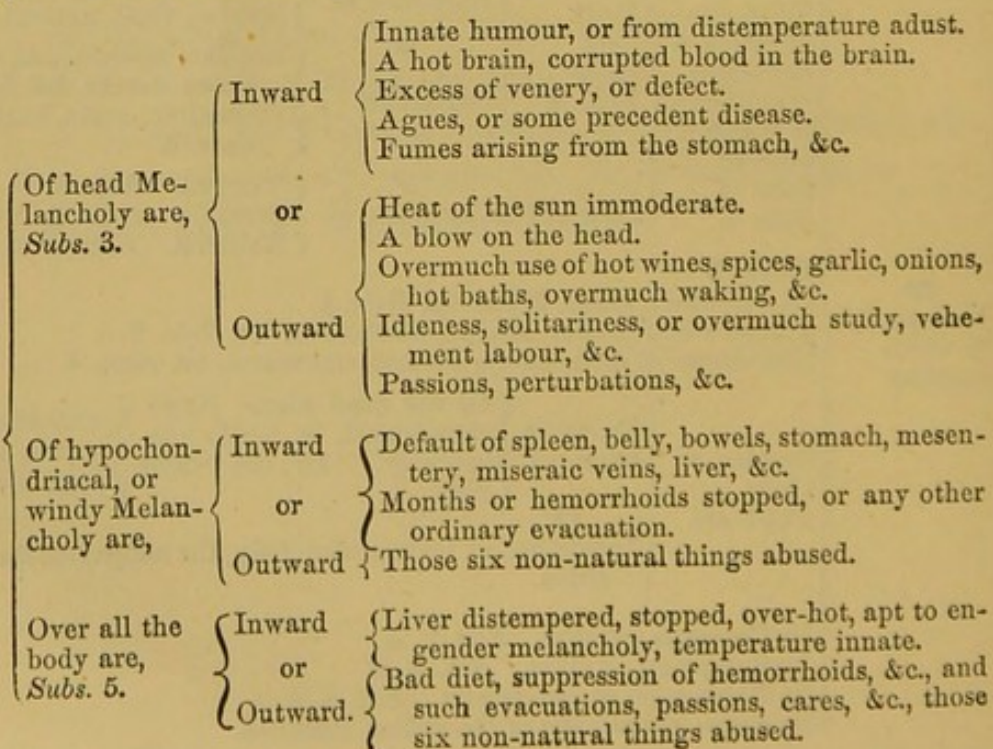 Of head Me-
lancholy are,
Subs. 3.
Inward
Innate humour, or from distemperature adust.
A hot brain, corrupted blood in the brain.
Excess of venery, or defect.
Agues, or some precedent disease.
Fumes arising from the stomach, &c.
or
Outward
Heat of the sun immoderate.
A blow on the head.
Overmuch use of hot wines, spices, garlic, onions,
hot baths, overmuch waking, &c.
Idleness, solitariness, or overmuch study, vehe-
ment labour, &c.
Passions, perturbations, &c.
Of hypochon-
driacal, or
windy Melan-
choly are,
Inward
Default of spleen, belly, bowels, stomach, mesen-
tery, miseraic veins, liver, &c.
Months or hemorrhoids stopped, or any other
ordinary evacuation.
or
Outward
Those six non-natural things abused.
Over all the
body are,
Subs. 5.
Inward
Liver distempered, stopped, over-hot, apt to en-
gender melancholy, temperature innate.
or
Outward.
Bad diet, suppression of hemorrhoids, &c., and
such evacuations, passions, cares, &c., those
six non-natural things abused.